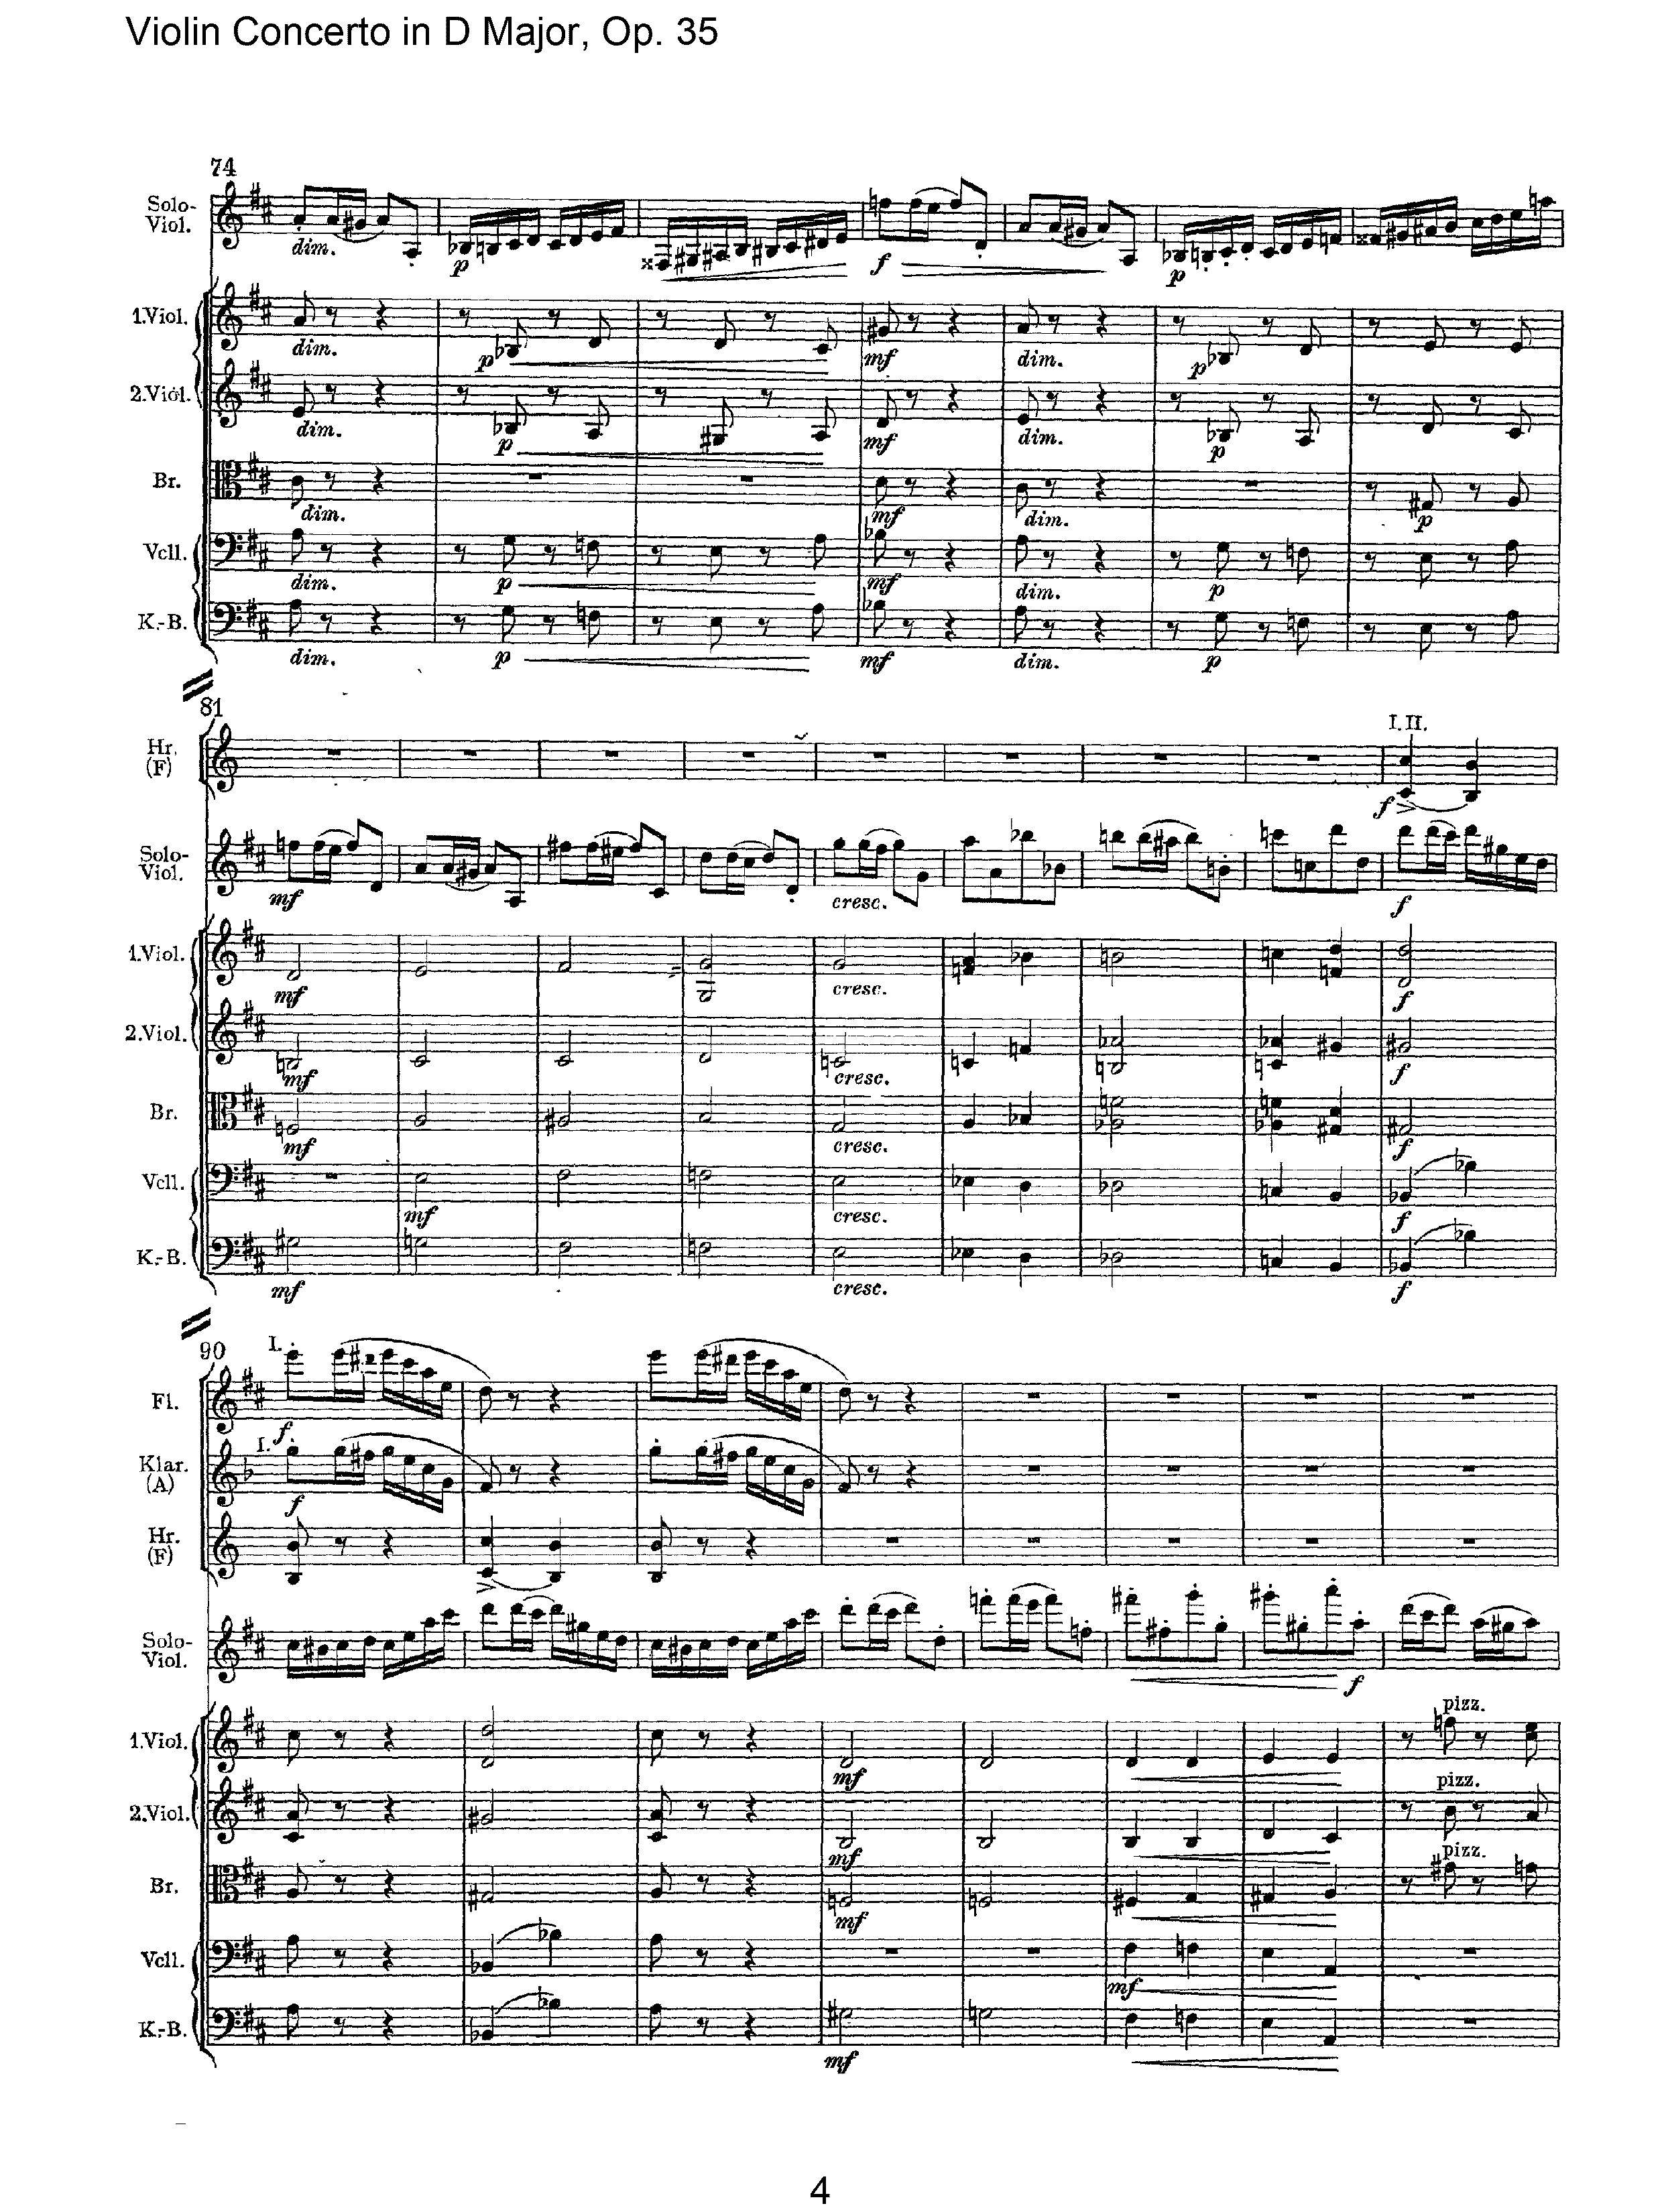 Violin Concerto in D Major, Op. 35
74
Solo-
Viol.
dim. p f p
1.Viol.
dim. p mf dim. p
2.Viol.
dim. p mf dim. p
Br.
dim. mf dim. p
Vcll.
dim. p mf dim. p
K.-B.
dim. p mf dim. p
81
I.II.
Hr.
(F)
f
Solo-
Viol.
mf cresc. f
1.Viol.
mf cresc. f
2.Viol.
mf cresc. f
Br.
mf cresc. f
Vcll.
mf cresc. f
K.-B.
mf cresc. f
90
I.
Fl.
f
I.
Klar.
(A)
f
Hr.
(F)
Solo-
Viol.
f
pizz.
1.Viol.
mf
pizz.
2.Viol.
mf
pizz.
Br.
mf
Vcll.
mf
K.-B.
mf
4